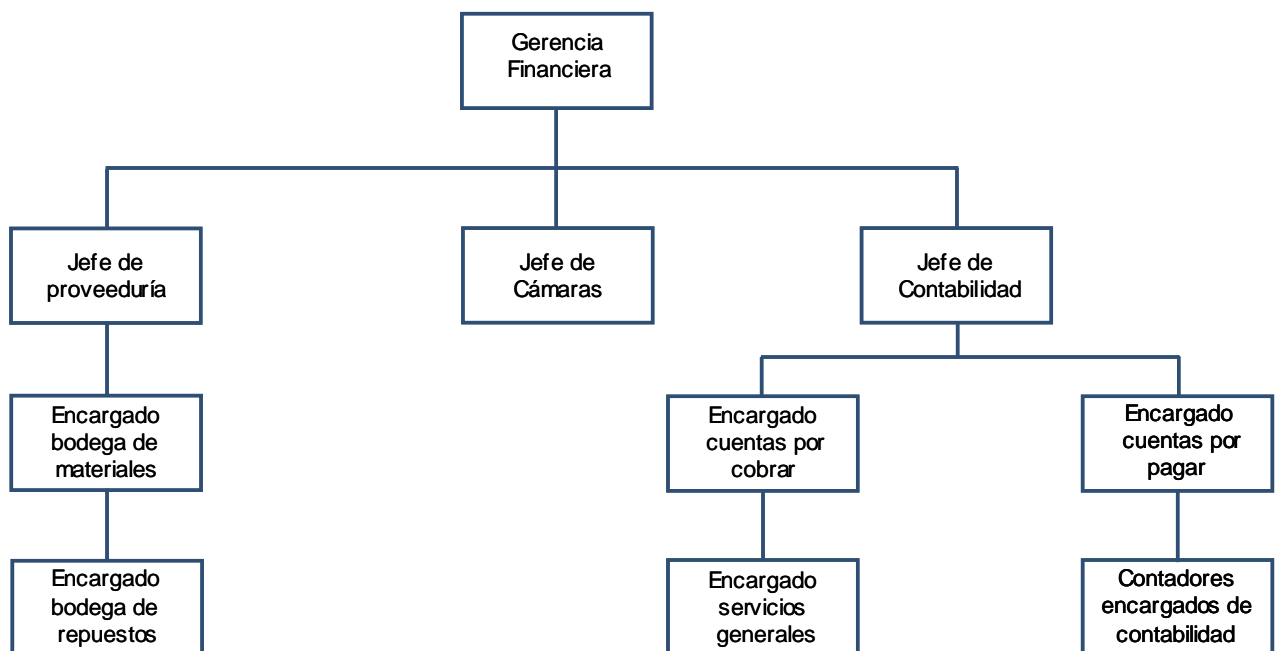 Gerencia
Financiera
Jefe de
proveeduría
Jefe de
Cámaras
Jefe de
Contabilidad
Encargado
bodega de
materiales
Encargado
cuentas por
cobrar
Encargado
cuentas por
pagar
Encargado
bodega de
repuestos
Encargado
servicios
generales
Contadores
encargados de
contabilidad